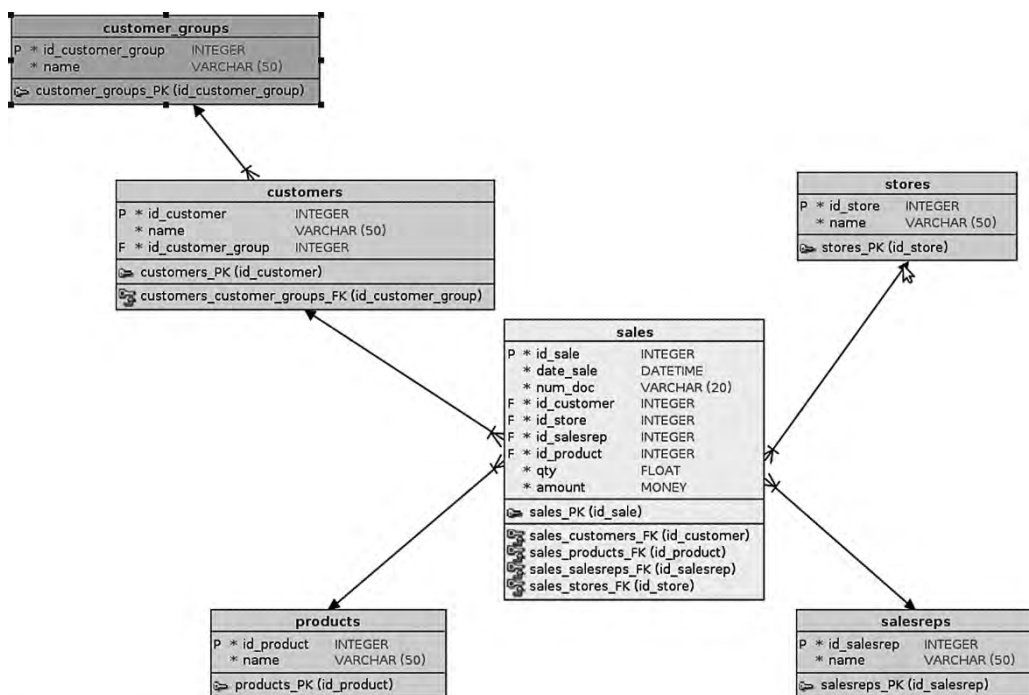 customer_groups
P * id_customer_group INTEGER
* name VARCHAR (50)
customer_groups_PK (id_customer_group)
customers
P * id_customer INTEGER
* name VARCHAR (50)
F * id_customer_group INTEGER
customers_PK (id_customer)
customers_customer_groups_FK (id_customer_group)
stores
P * id_store INTEGER
* name VARCHAR (50)
stores_PK (id_store)
sales
P * id_sale INTEGER
* date_sale DATETIME
* num_doc VARCHAR (20)
F * id_customer INTEGER
F * id_store INTEGER
F * id_salesrep INTEGER
F * id_product INTEGER
* qty FLOAT
* amount MONEY
sales_PK (id_sale)
sales_customers_FK (id_customer)
sales_products_FK (id_product)
sales_salesreps_FK (id_salesrep)
sales_stores_FK (id_store)
products
P * id_product INTEGER
* name VARCHAR (50)
products_PK (id_product)
salesreps
P * id_salesrep INTEGER
* name VARCHAR (50)
salesreps_PK (id_salesrep)